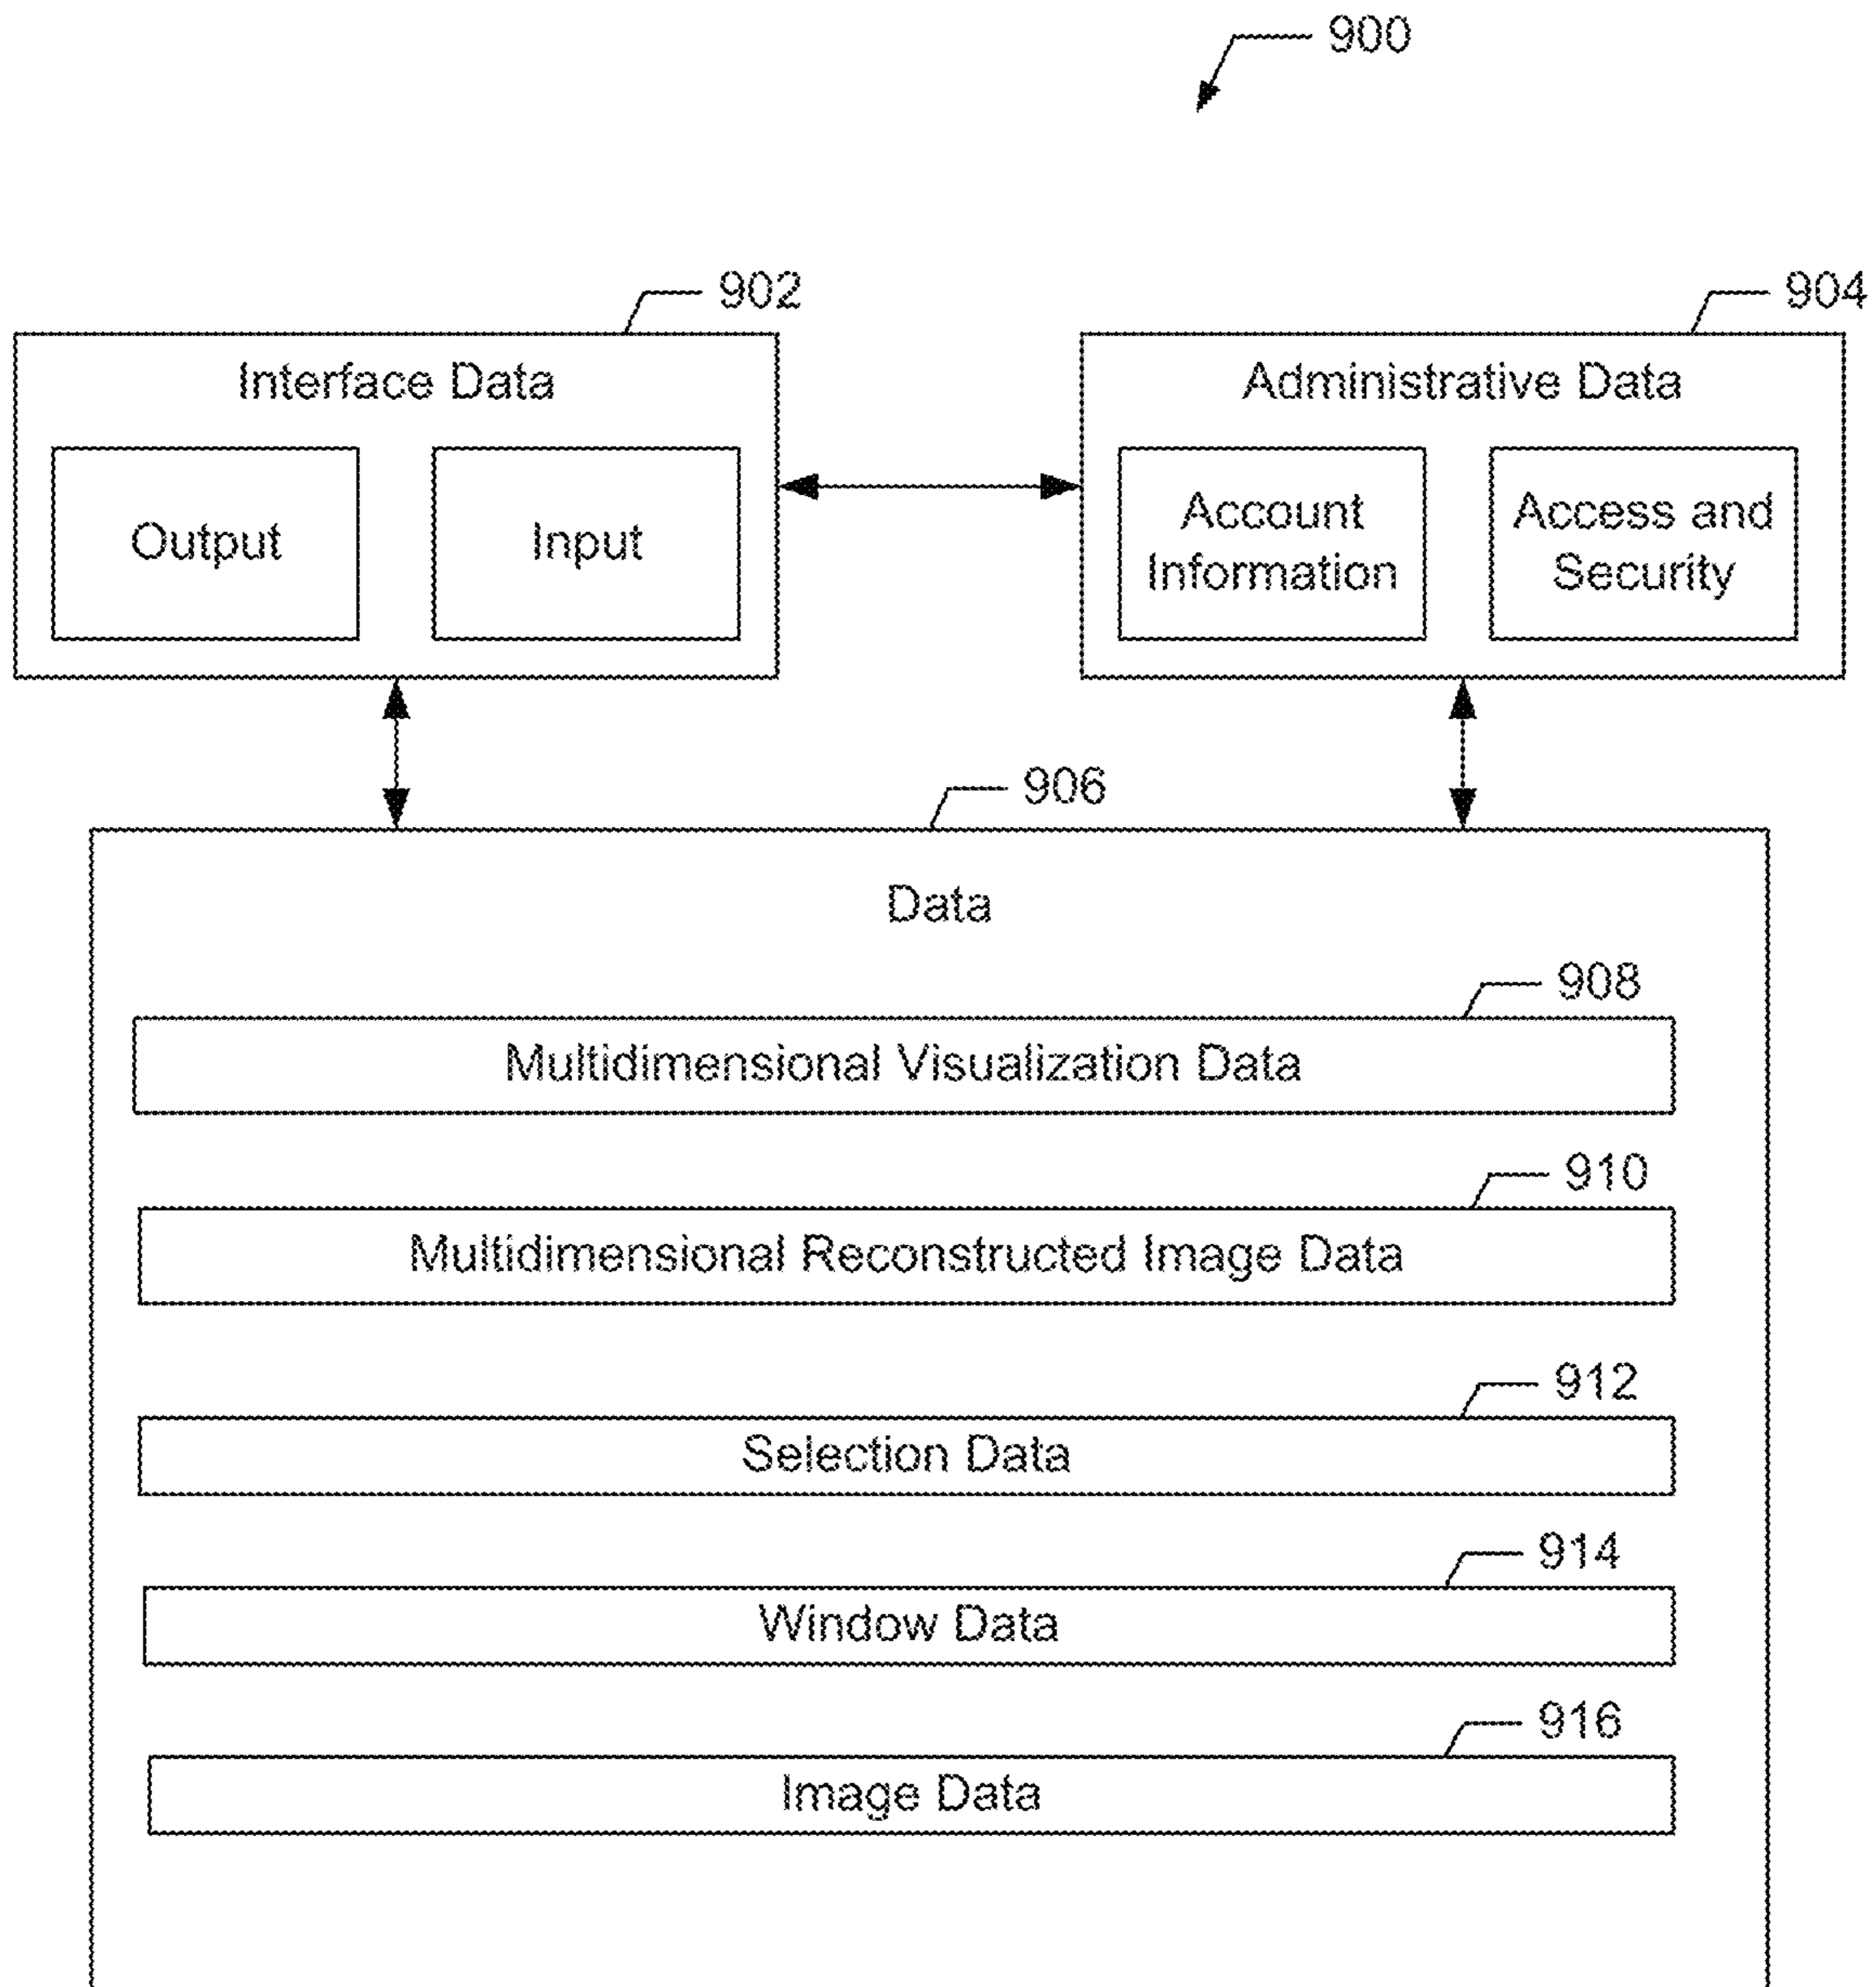 900
902
904
Interface Data
Administrative Data
Output
Input
Account
Information
Access and
Security
906
Data
908
Multidimensional Visualization Data
910
Multidimensional Reconstructed Image Data
912
Selection Data
914
Window Data
916
Image Data